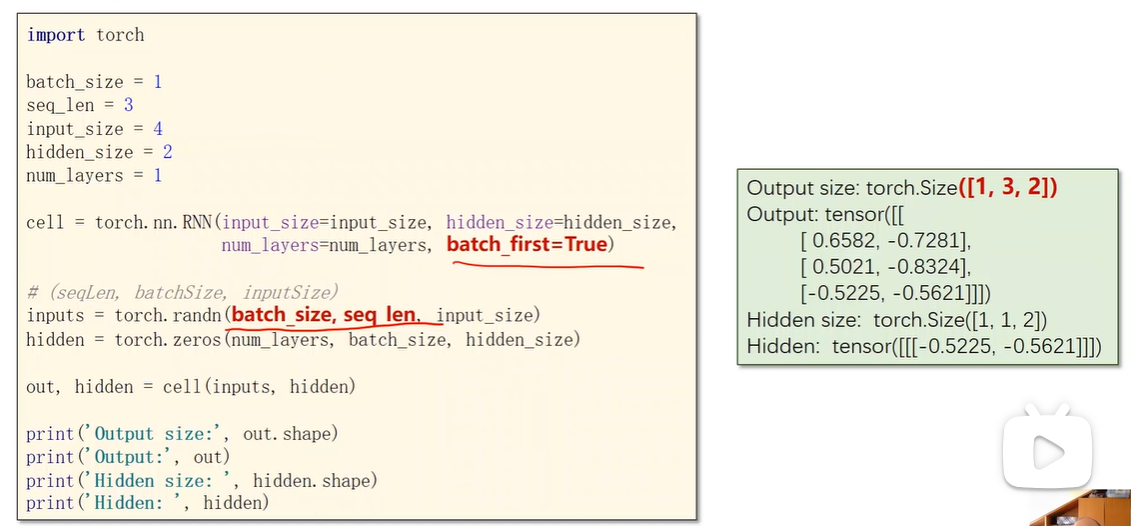 import torch
batch_size = 1
seq_len = 3
input_size = 4
hidden_size = 2
num_layers = 1
cell = torch.nn.RNN(input_size=input_size, hidden_size=hidden_size,
num_layers=num_layers, batch_first=True)
# (seqLen, batchSize, inputSize)
inputs = torch.randn(batch_size, seq_len, input_size)
hidden = torch.zeros(num_layers, batch_size, hidden_size)
out, hidden = cell(inputs, hidden)
print('Output size:', out.shape)
print('Output:', out)
print('Hidden size: ', hidden.shape)
print('Hidden: ', hidden)
Output size: torch.Size([1, 3, 2])
Output: tensor([[
[ 0.6582, -0.7281],
[ 0.5021, -0.8324],
[-0.5225, -0.5621]]])
Hidden size:  torch.Size([1, 1, 2])
Hidden:  tensor([[[-0.5225, -0.5621]]])